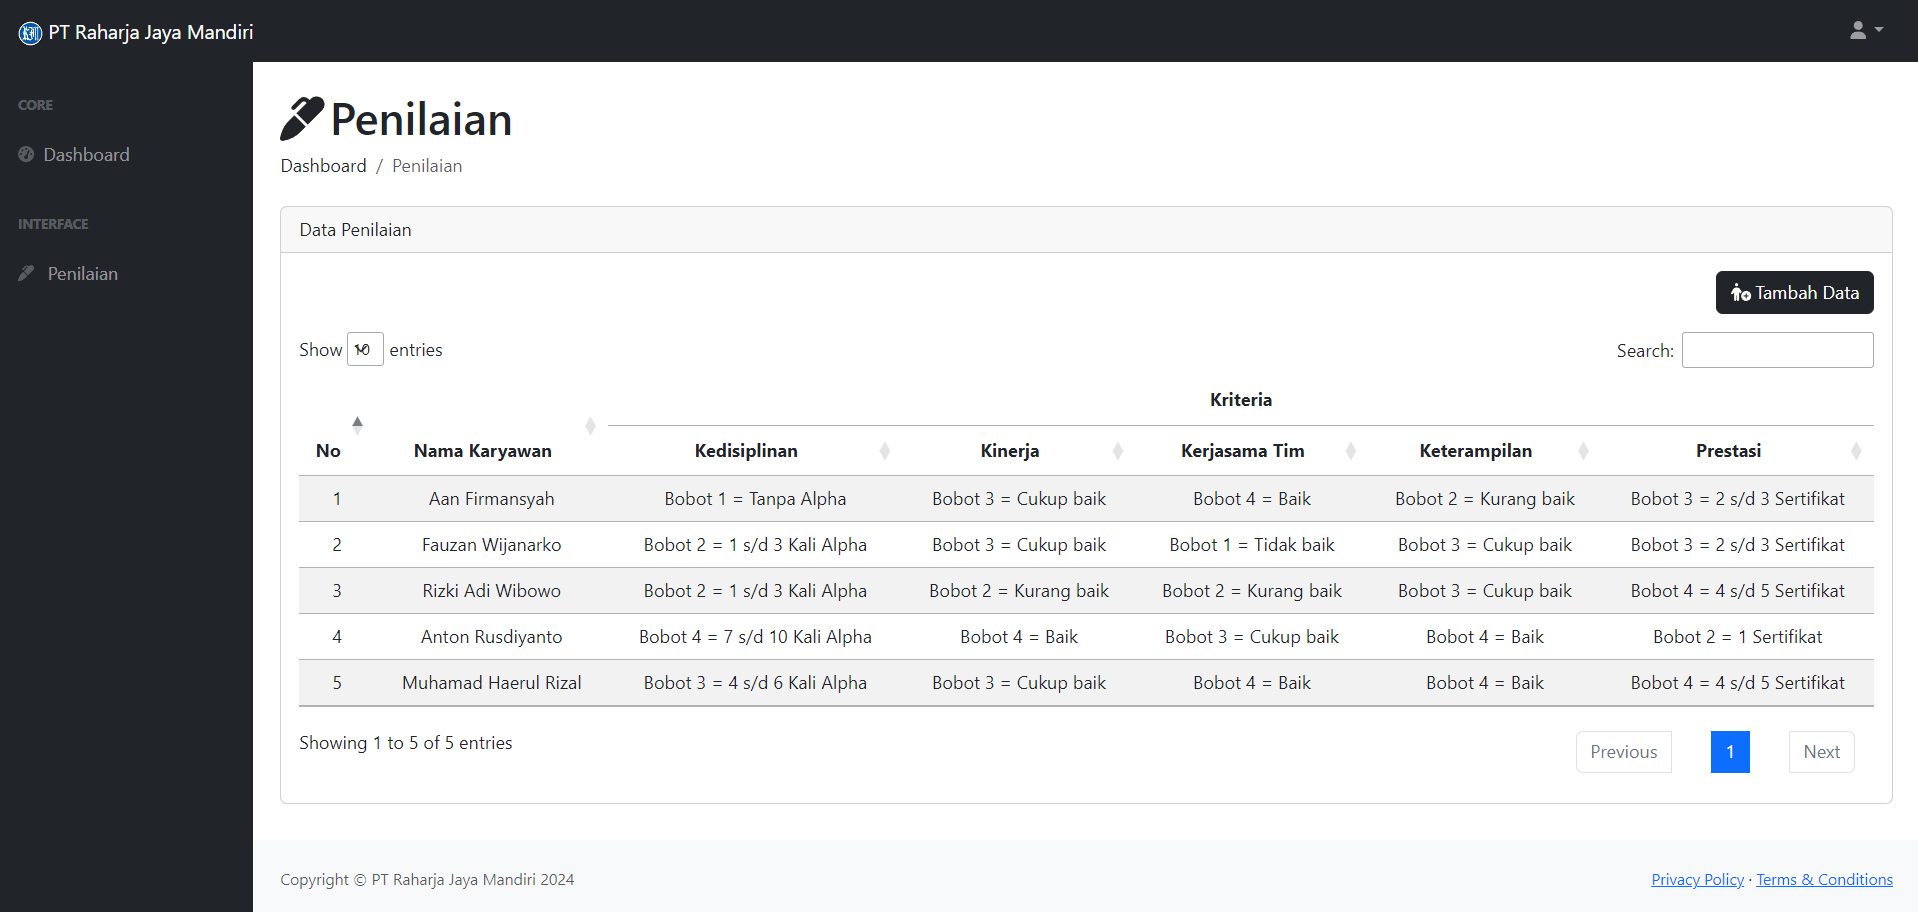 PT Raharja Jaya Mandiri
CORE
Dashboard
INTERFACE
Penilaian
Penilaian
Dashboard / Penilaian
Data Penilaian
Tambah Data
Show 10 entries
Search:
Kriteria
No Nama Karyawan Kedisiplinan Kinerja Kerjasama Tim Keterampilan Prestasi
1 Aan Firmansyah Bobot 1 = Tanpa Alpha Bobot 3 = Cukup baik Bobot 4 = Baik Bobot 2 = Kurang baik Bobot 3 = 2 s/d 3 Sertifikat
2 Fauzan Wijanarko Bobot 2 = 1 s/d 3 Kali Alpha Bobot 3 = Cukup baik Bobot 1 = Tidak baik Bobot 3 = Cukup baik Bobot 3 = 2 s/d 3 Sertifikat
3 Rizki Adi Wibowo Bobot 2 = 1 s/d 3 Kali Alpha Bobot 2 = Kurang baik Bobot 2 = Kurang baik Bobot 3 = Cukup baik Bobot 4 = 4 s/d 5 Sertifikat
4 Anton Rusdiyanto Bobot 4 = 7 s/d 10 Kali Alpha Bobot 4 = Baik Bobot 3 = Cukup baik Bobot 4 = Baik Bobot 2 = 1 Sertifikat
5 Muhamad Haerul Rizal Bobot 3 = 4 s/d 6 Kali Alpha Bobot 3 = Cukup baik Bobot 4 = Baik Bobot 4 = Baik Bobot 4 = 4 s/d 5 Sertifikat
Showing 1 to 5 of 5 entries
Previous 1 Next
Copyright © PT Raharja Jaya Mandiri 2024
Privacy Policy · Terms & Conditions